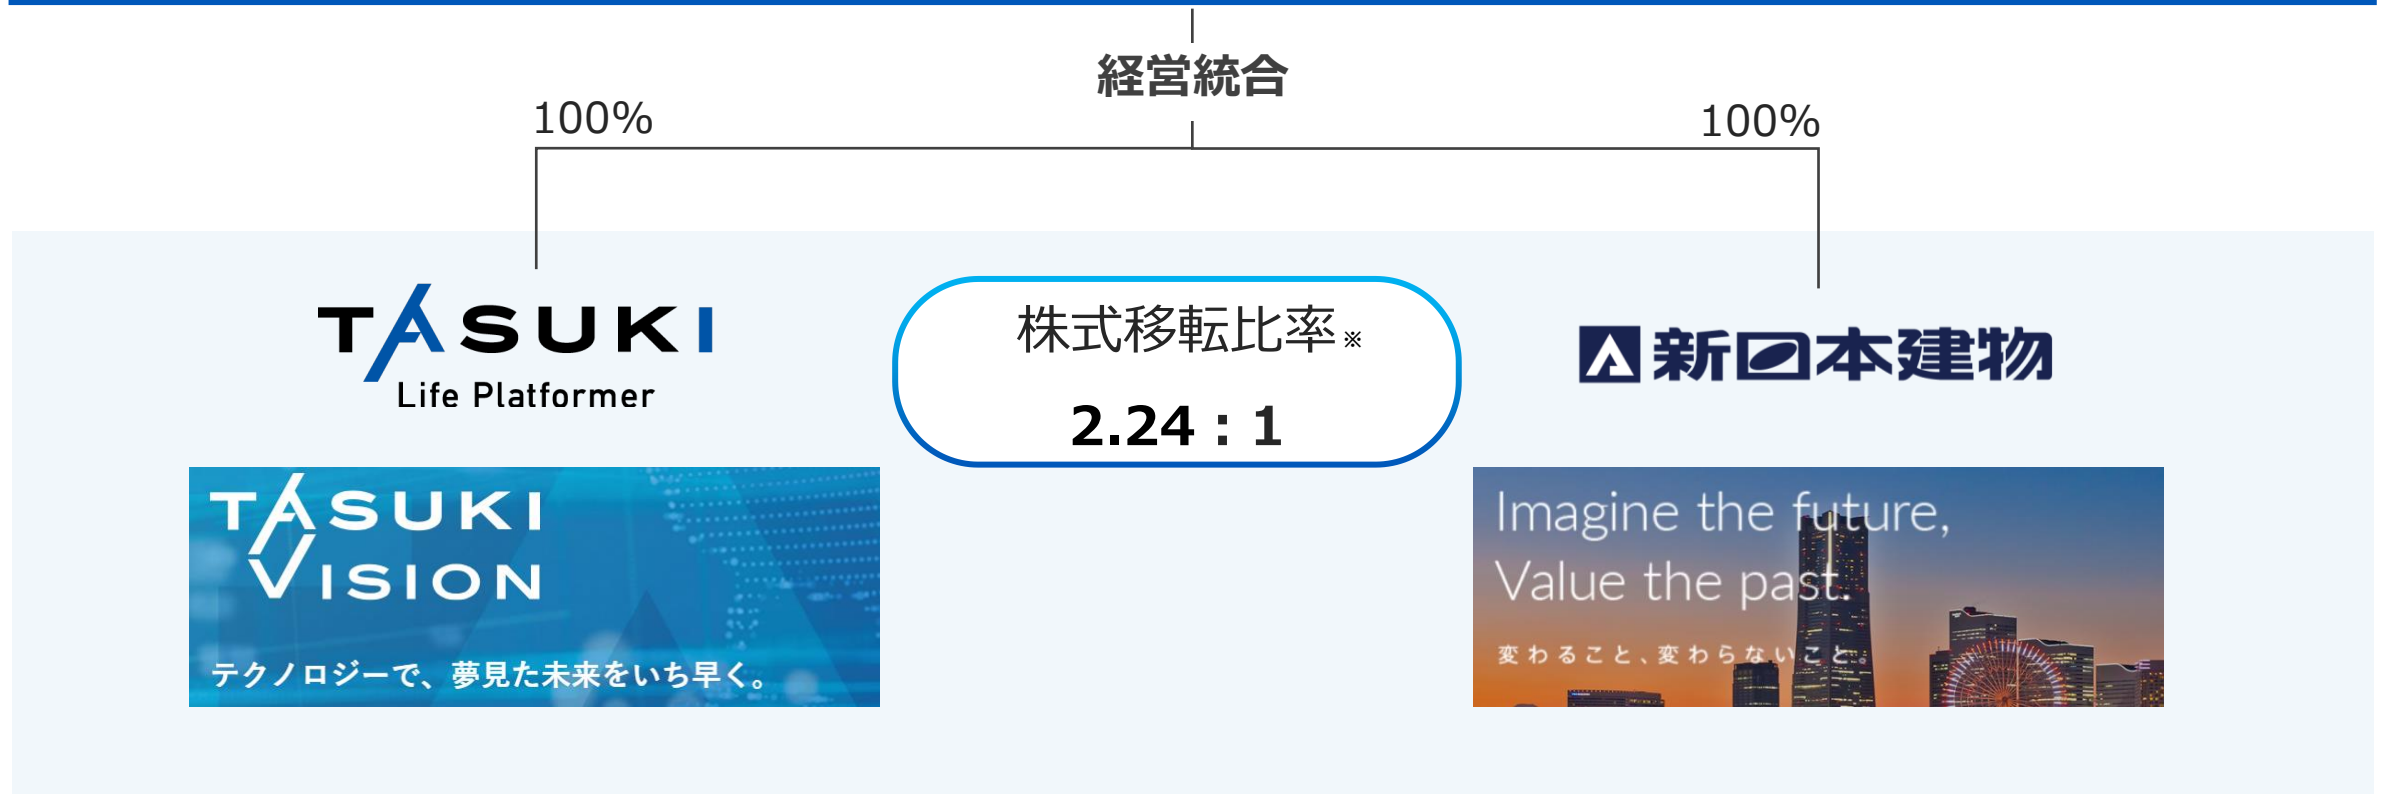 経営統合
100%
100%
TASUKI
Life Platformer
株式移転比率※
2.24：1
新日本建物
TASUKI
VISION
テクノロジーで、夢見た未来をいち早く。
Imagine the future,
Value the past.
変わること、変わらないこと。